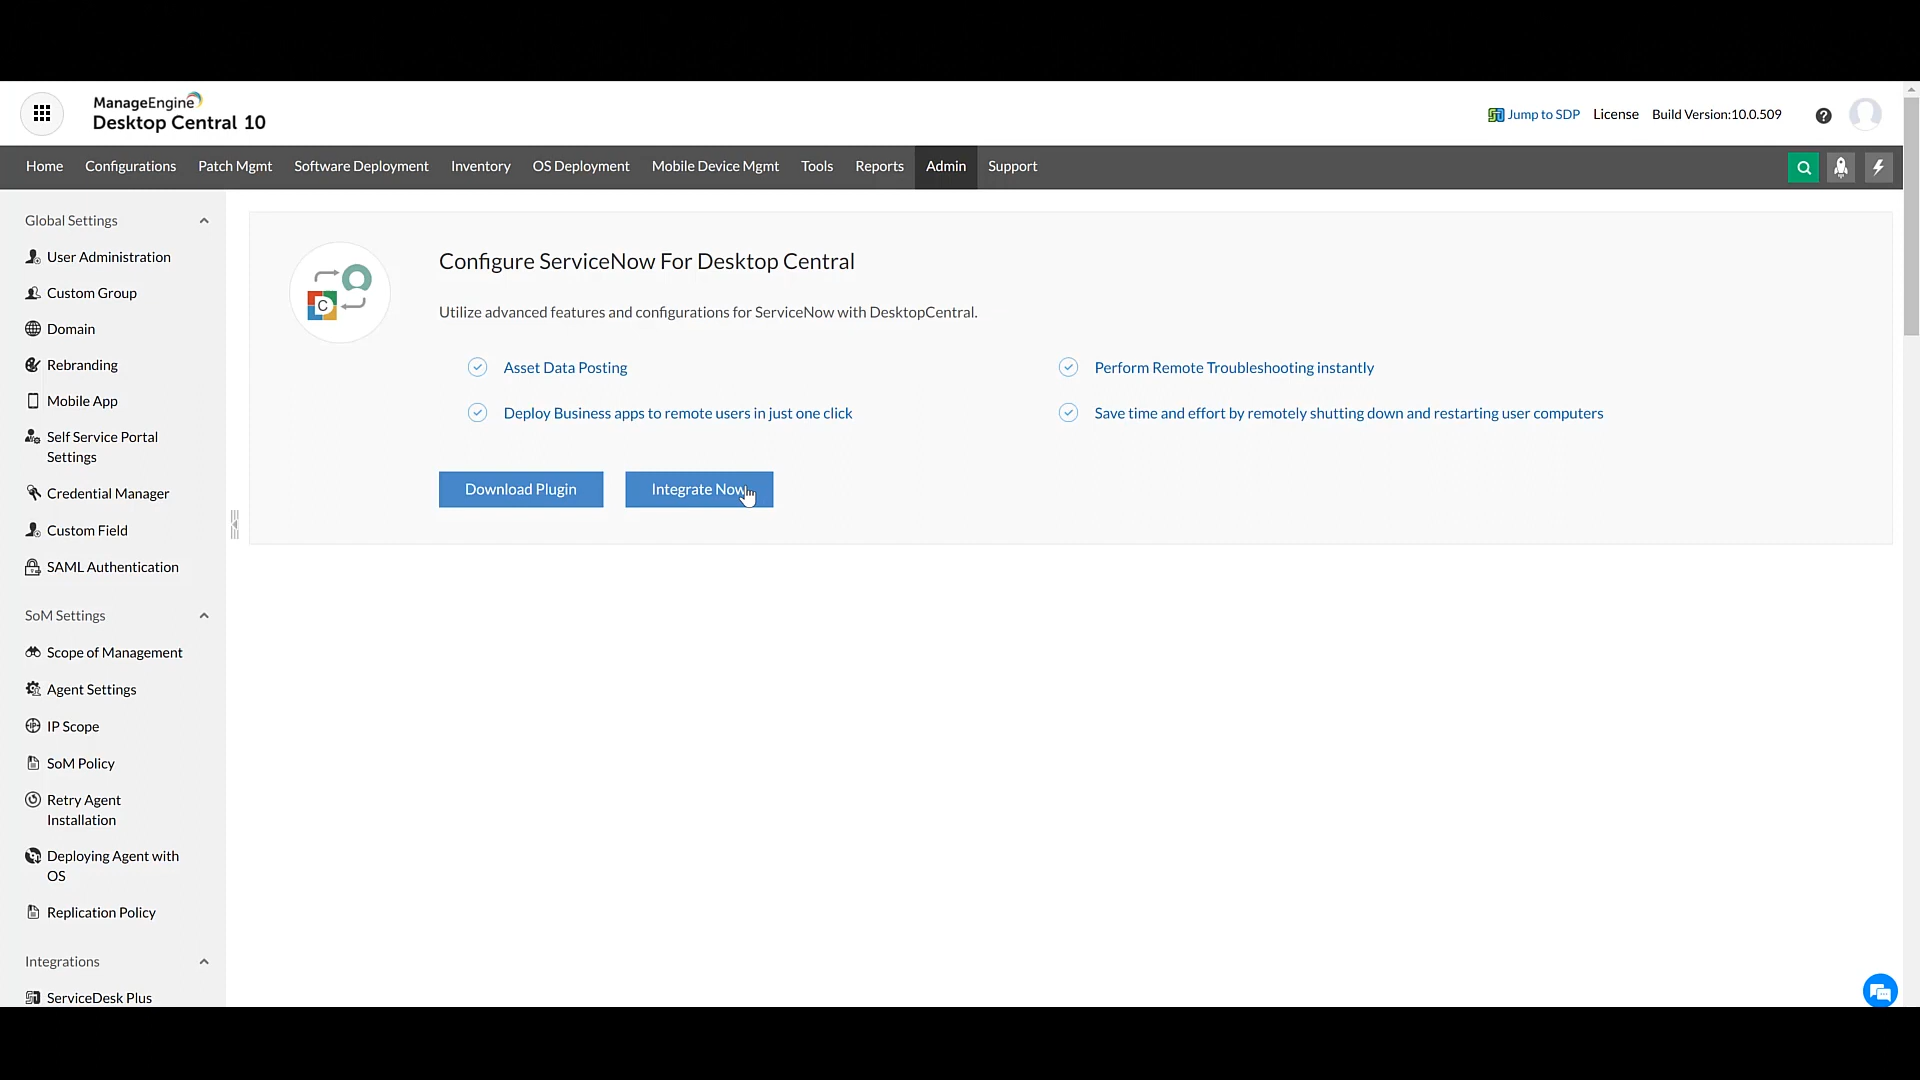 ManageEngine
Desktop Central 10
Jump to SDP License Build Version:10.0.509
Home Configurations Patch Mgmt Software Deployment Inventory OS Deployment Mobile Device Mgmt Tools Reports Admin Support
Global Settings
User Administration
Custom Group
Domain
Rebranding
Mobile App
Self Service Portal
Settings
Credential Manager
Custom Field
SAML Authentication
SoM Settings
Scope of Management
Agent Settings
IP Scope
SoM Policy
Retry Agent
Installation
Deploying Agent with
OS
Replication Policy
Integrations
ServiceDesk Plus
Configure ServiceNow For Desktop Central
Utilize advanced features and configurations for ServiceNow with DesktopCentral.
Asset Data Posting
Perform Remote Troubleshooting instantly
Deploy Business apps to remote users in just one click
Save time and effort by remotely shutting down and restarting user computers
Download Plugin
Integrate Now